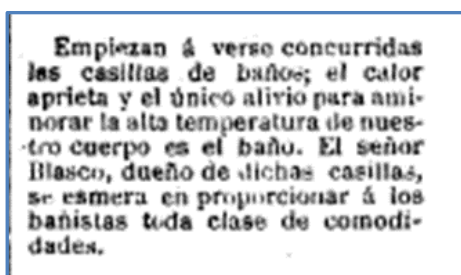 Empiezan á verse concurridas
las casillas de baños; el calor
aprieta y el único alivio para ami-
norar la alta temperatura de nues-
tro cuerpo es el baño. El señor
Blasco, dueño de dichas casillas,
se esmera en proporcionar á los
bañistas toda clase de comodi-
dades.